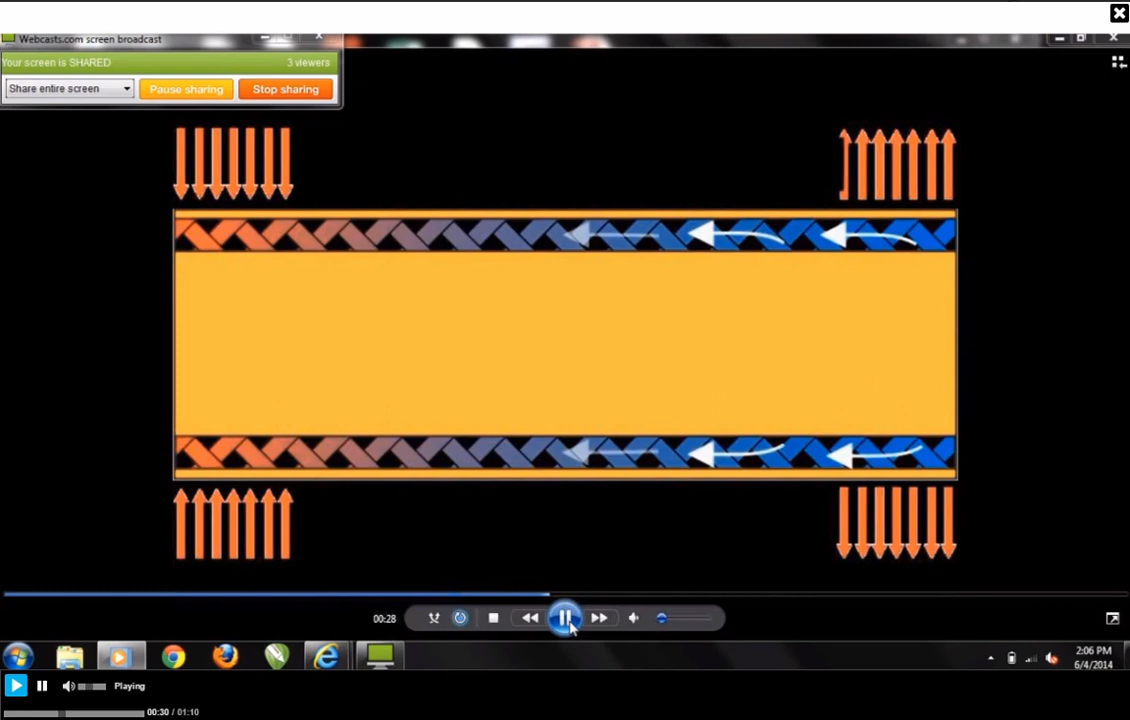 Webcasts.com screen broadcast
Your screen is SHARED 3 viewers
Share entire screen Pause sharing Stop sharing
00:28
2:06 PM
6/4/2014
Playing
00:30 / 01:10